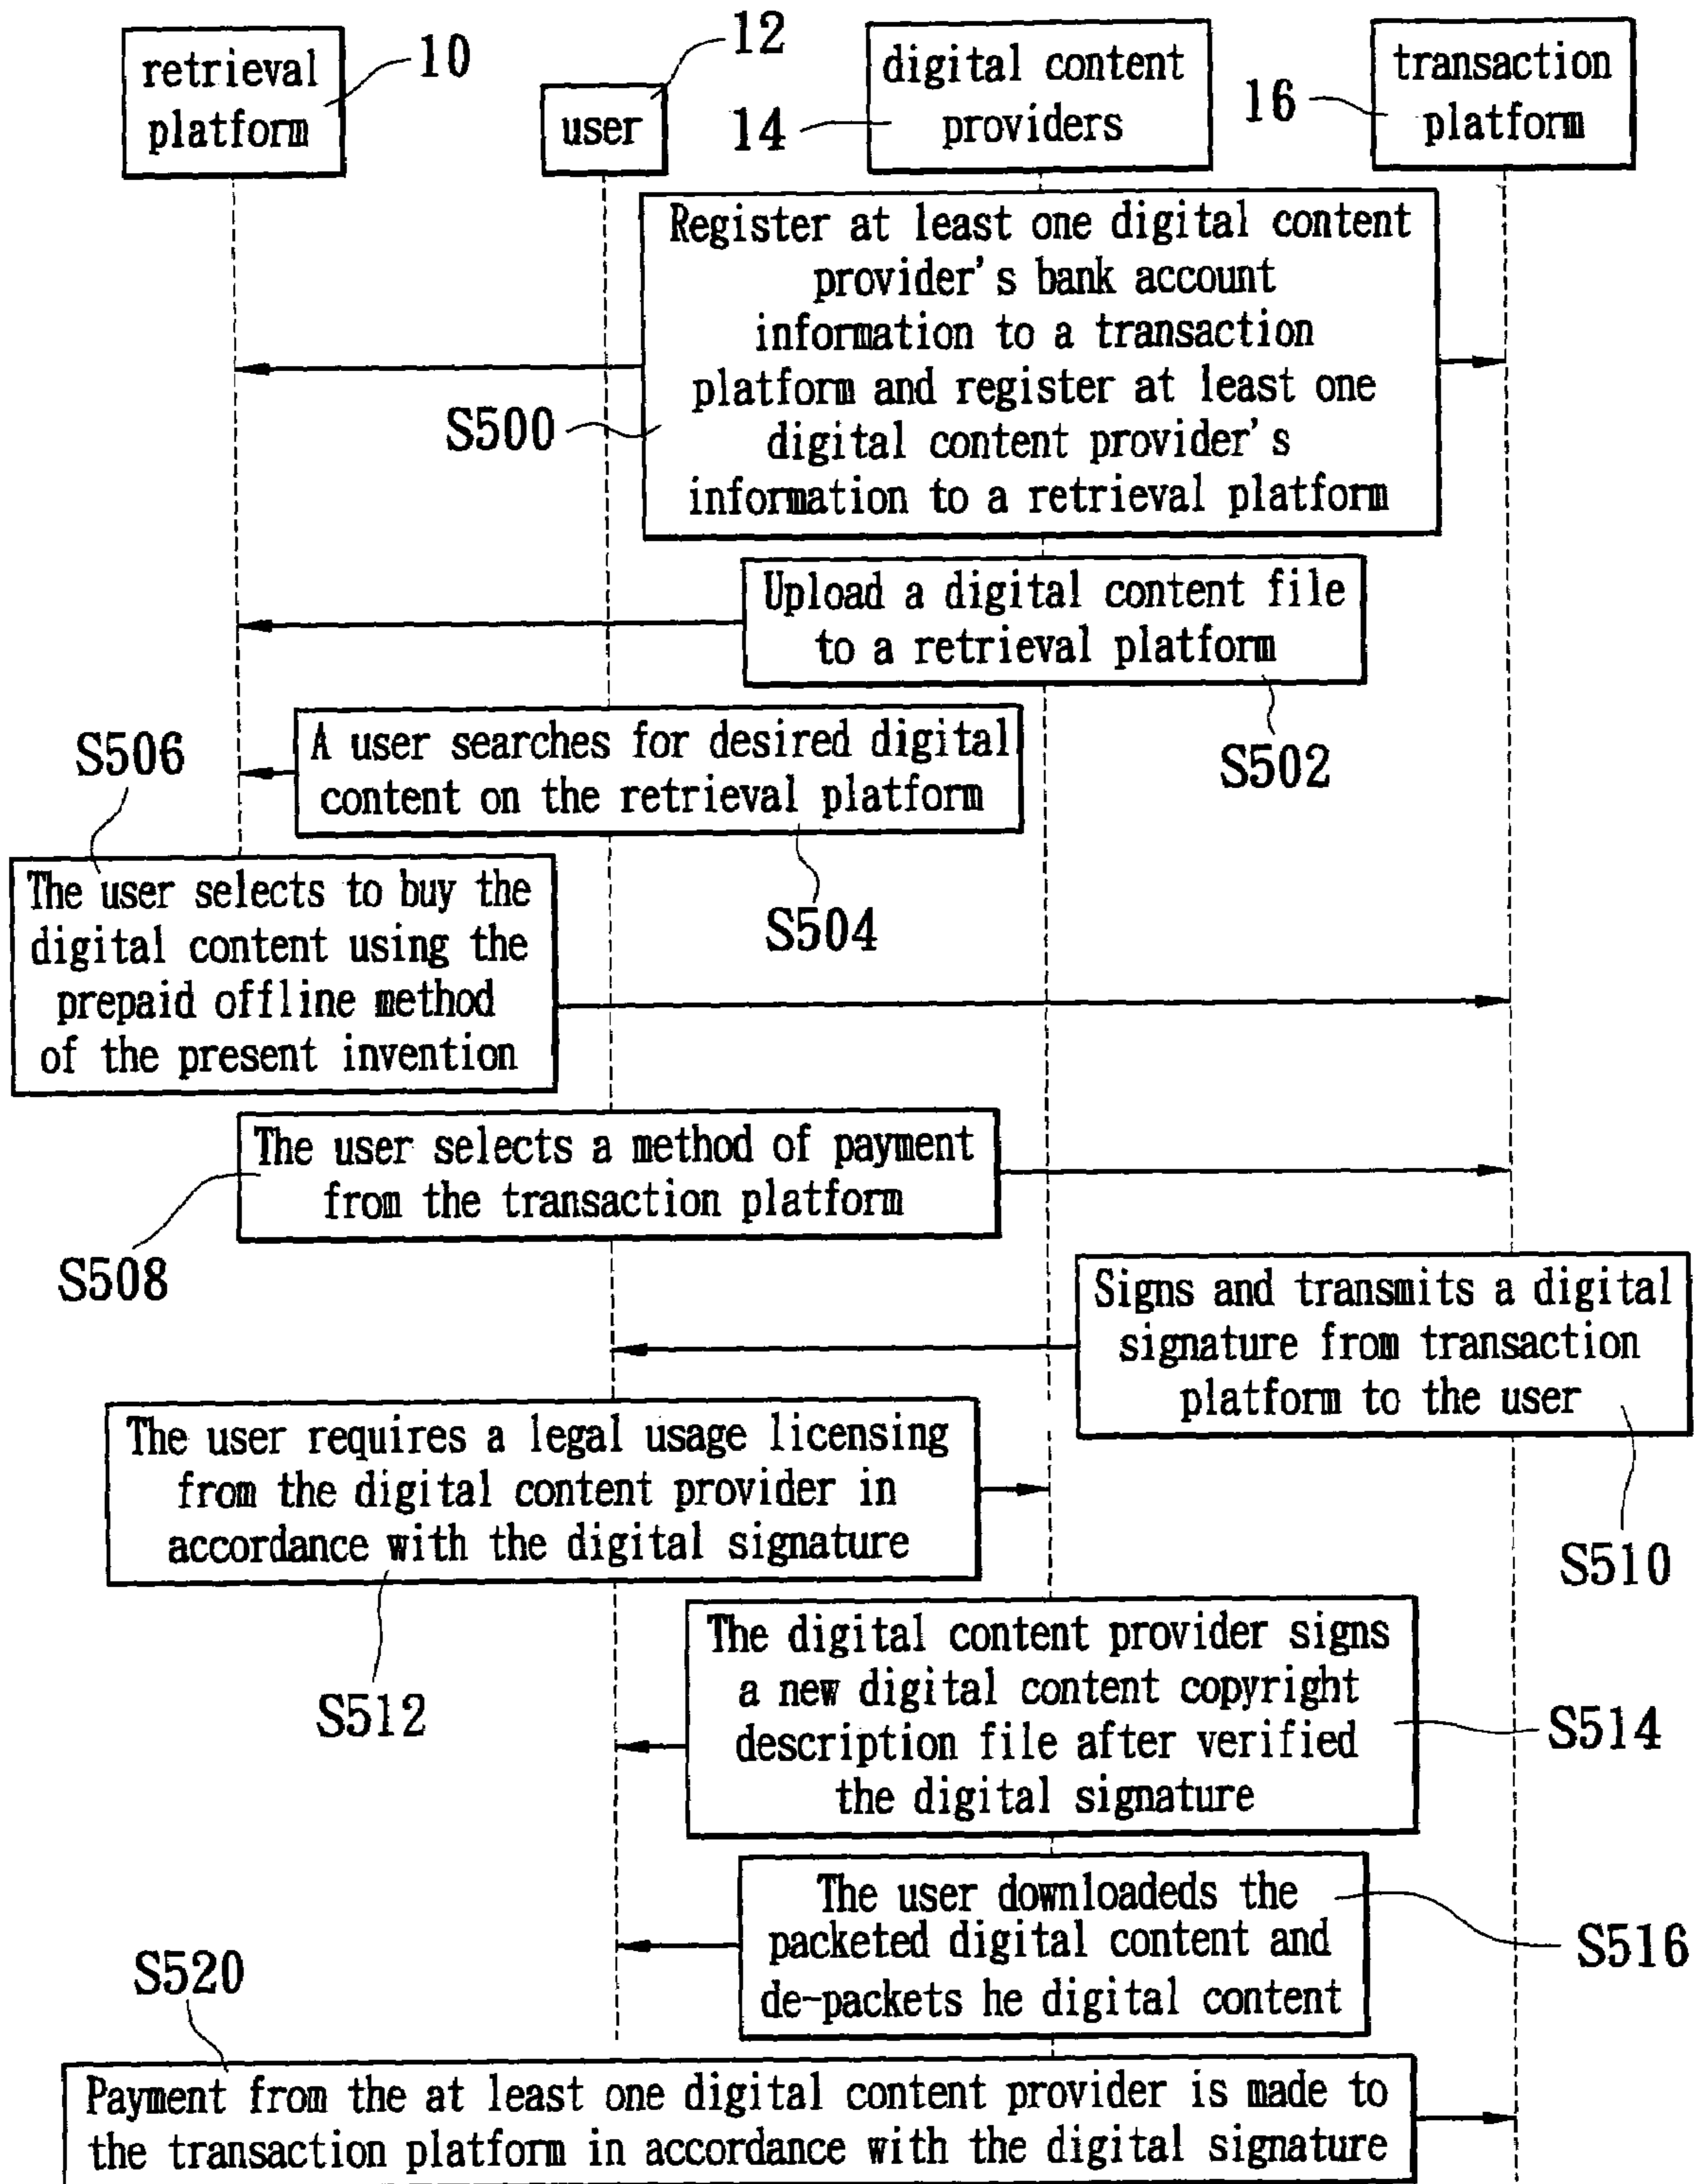 retrieval
platform
10
user
12
digital content
providers
14
transaction
platform
16
Register at least one digital content
provider's bank account
information to a transaction
platform and register at least one
digital content provider's
information to a retrieval platform
S500
Upload a digital content file
to a retrieval platform
S502
A user searches for desired digital
content on the retrieval platform
S504
S506
The user selects to buy the
digital content using the
prepaid offline method
of the present invention
The user selects a method of payment
from the transaction platform
S508
Signs and transmits a digital
signature from transaction
platform to the user
S510
The user requires a legal usage licensing
from the digital content provider in
accordance with the digital signature
S512
The digital content provider signs
a new digital content copyright
description file after verified
the digital signature
S514
The user downloadeds the
packeted digital content and
de-packets he digital content
S516
S520
Payment from the at least one digital content provider is made to
the transaction platform in accordance with the digital signature